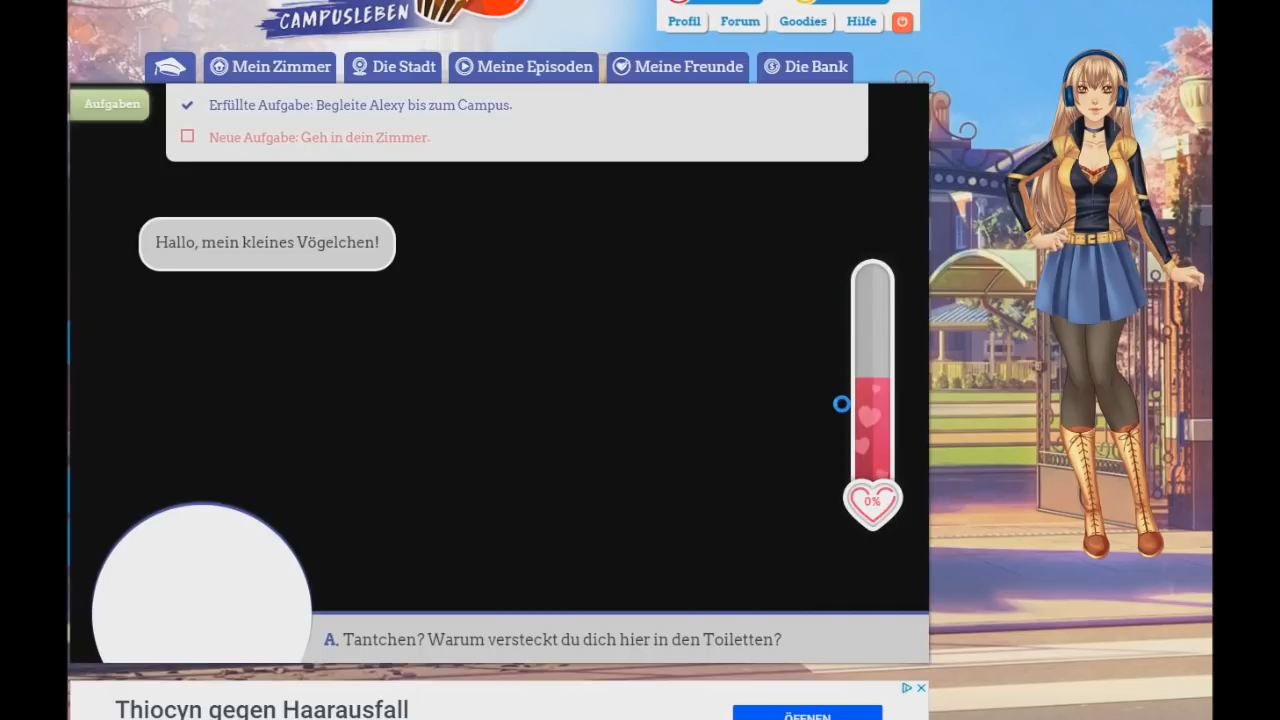 CAMPUSLEBEN
Profil
Forum
Goodies
Hilfe
Mein Zimmer
Die Stadt
Meine Episoden
Meine Freunde
Die Bank
Aufgaben
Erfüllte Aufgabe: Begleite Alexy bis zum Campus.
Neue Aufgabe: Geh in dein Zimmer.
Hallo, mein kleines Vögelchen!
0%
A. Tantchen? Warum versteckt du dich hier in den Toiletten?
Thiocyn gegen Haarausfall
ÖFFNEN